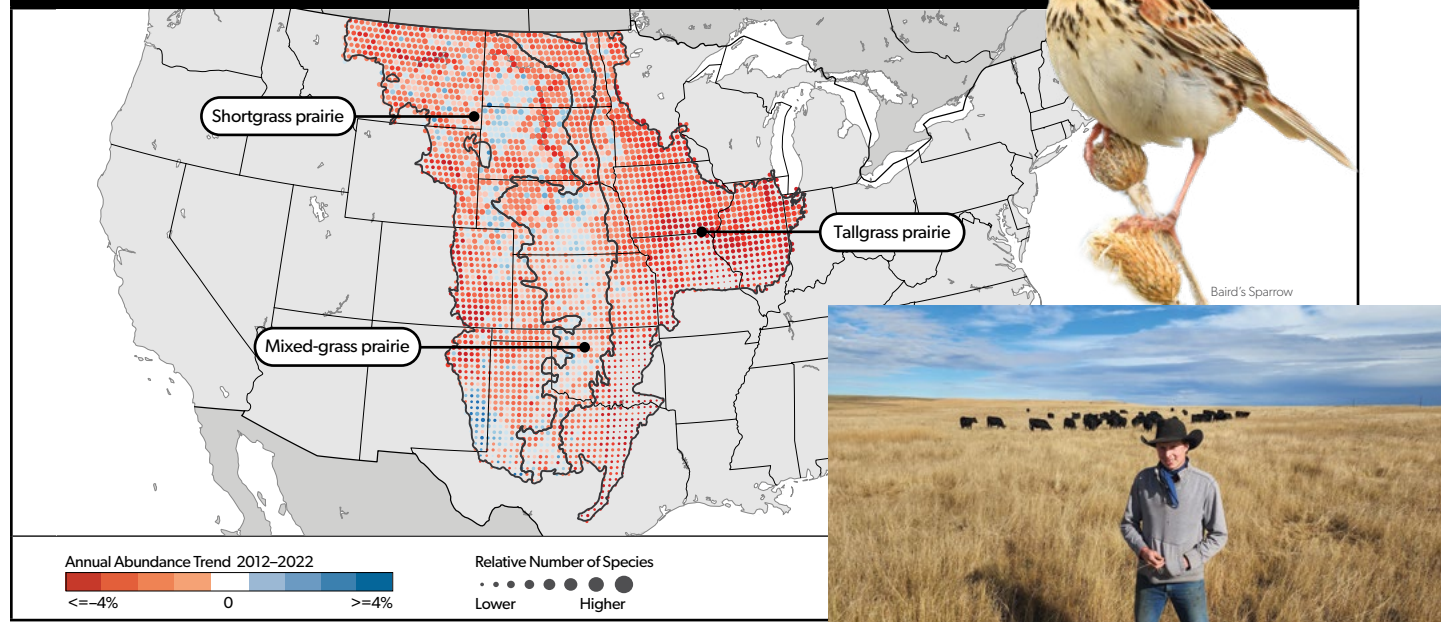 Shortgrass prairie
Tallgrass prairie
Baird's Sparrow
Mixed-grass prairie
Annual Abundance Trend 2012–2022
<=–4% 0 >=4%
Relative Number of Species
Lower Higher